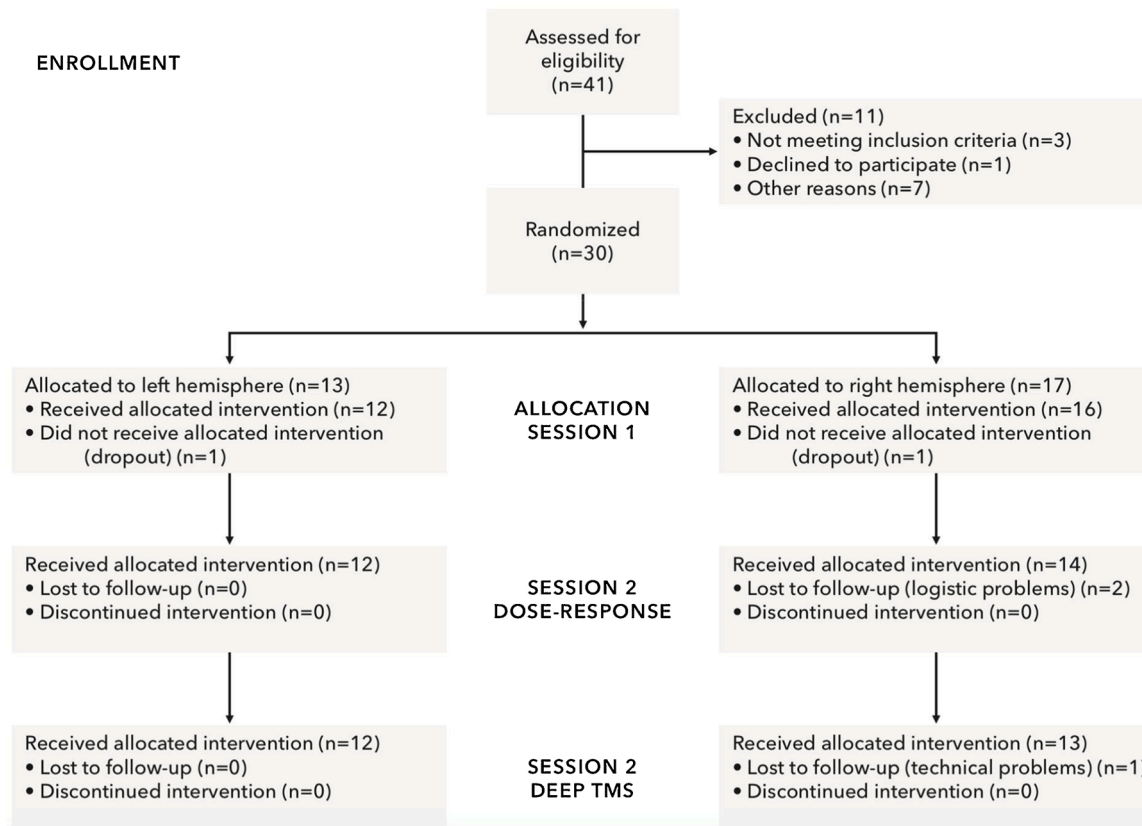 ENROLLMENT
Assessed for
eligibility
(n=41)
Excluded (n=11)
• Not meeting inclusion criteria (n=3)
• Declined to participate (n=1)
• Other reasons (n=7)
Randomized
(n=30)
Allocated to left hemisphere (n=13)
• Received allocated intervention (n=12)
• Did not receive allocated intervention
(dropout) (n=1)
ALLOCATION
SESSION 1
Allocated to right hemisphere (n=17)
• Received allocated intervention (n=16)
• Did not receive allocated intervention
(dropout) (n=1)
Received allocated intervention (n=12)
• Lost to follow-up (n=0)
• Discontinued intervention (n=0)
SESSION 2
DOSE-RESPONSE
Received allocated intervention (n=14)
• Lost to follow-up (logistic problems) (n=2)
• Discontinued intervention (n=0)
Received allocated intervention (n=12)
• Lost to follow-up (n=0)
• Discontinued intervention (n=0)
SESSION 2
DEEP TMS
Received allocated intervention (n=13)
• Lost to follow-up (technical problems) (n=1)
• Discontinued intervention (n=0)